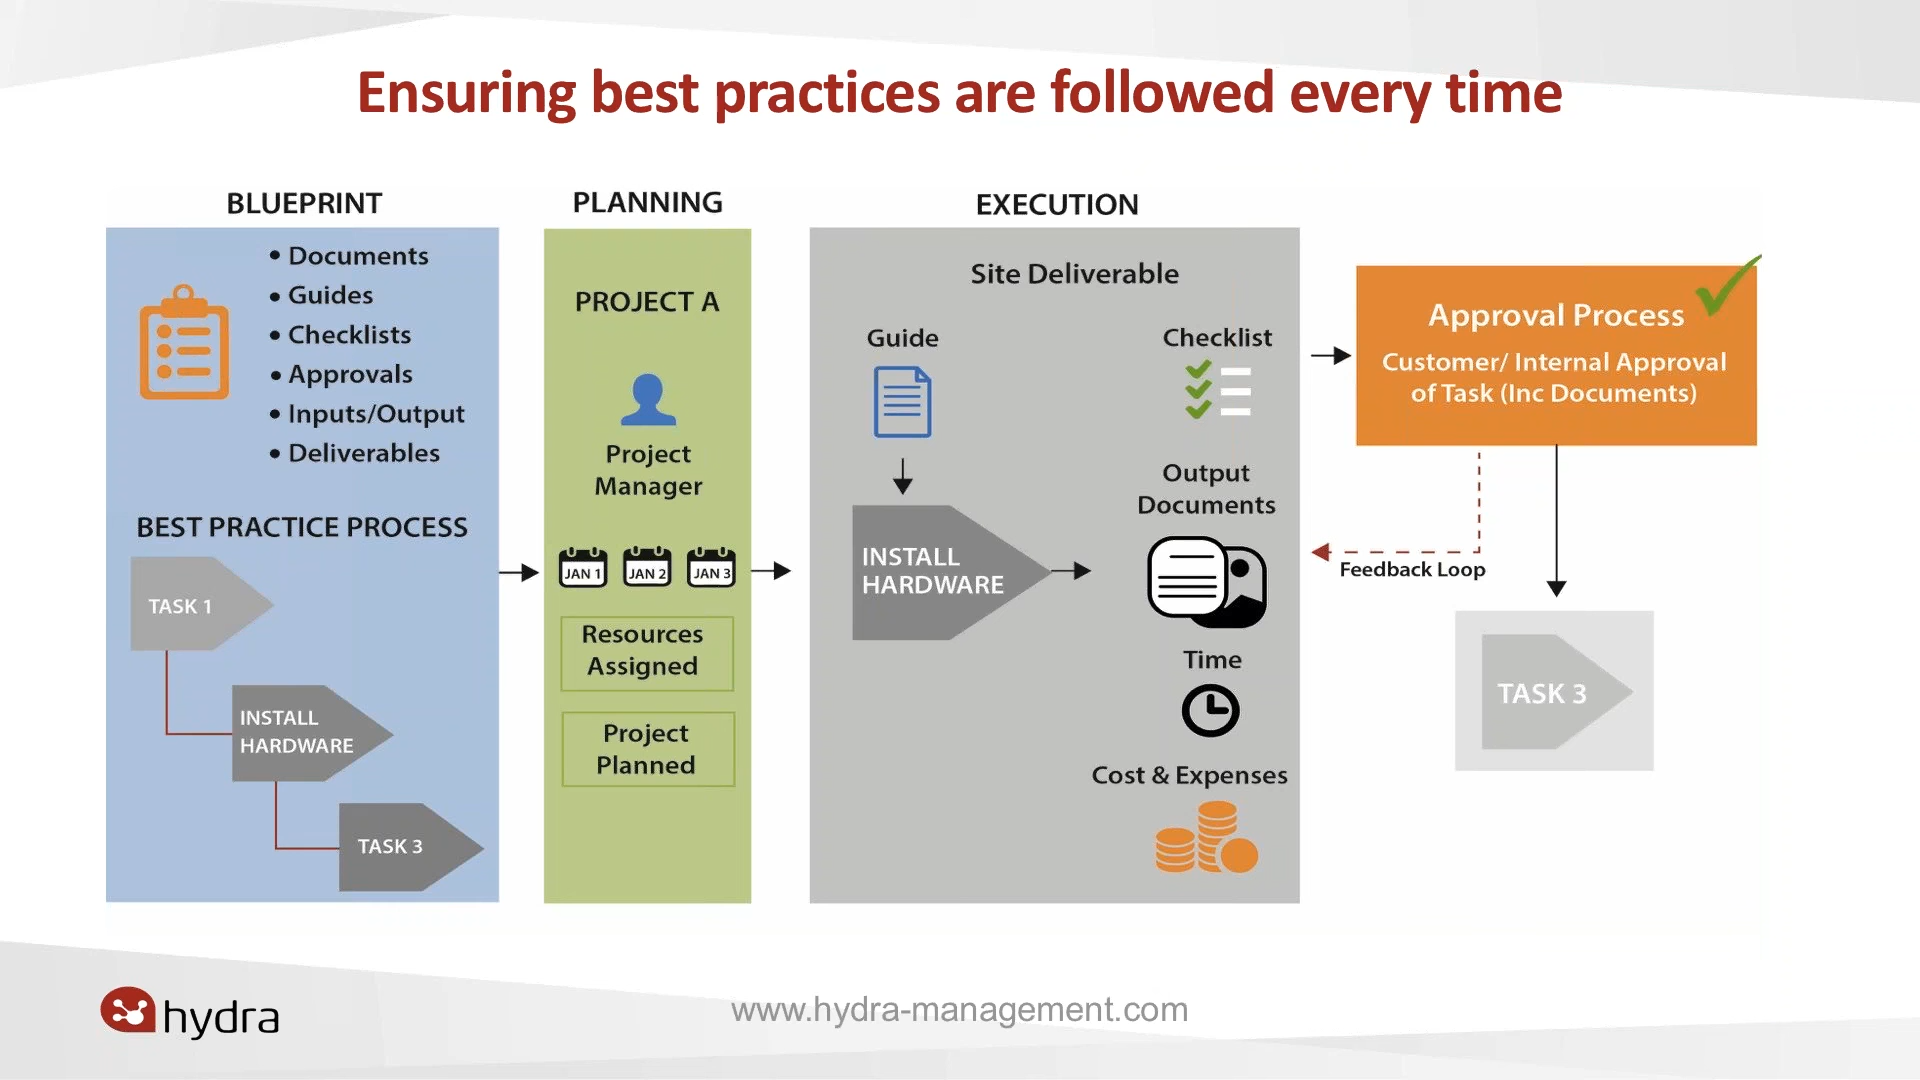 Ensuring best practices are followed every time
BLUEPRINT
• Documents
• Guides
• Checklists
• Approvals
• Inputs/Output
• Deliverables
BEST PRACTICE PROCESS
TASK 1
INSTALL
HARDWARE
TASK 3
PLANNING
PROJECT A
Project
Manager
JAN 1
JAN 2
JAN 3
Resources
Assigned
Project
Planned
EXECUTION
Site Deliverable
Guide
INSTALL
HARDWARE
Checklist
Output
Documents
Time
Cost & Expenses
Approval Process
Customer/ Internal Approval
of Task (Inc Documents)
Feedback Loop
TASK 3
hydra
www.hydra-management.com